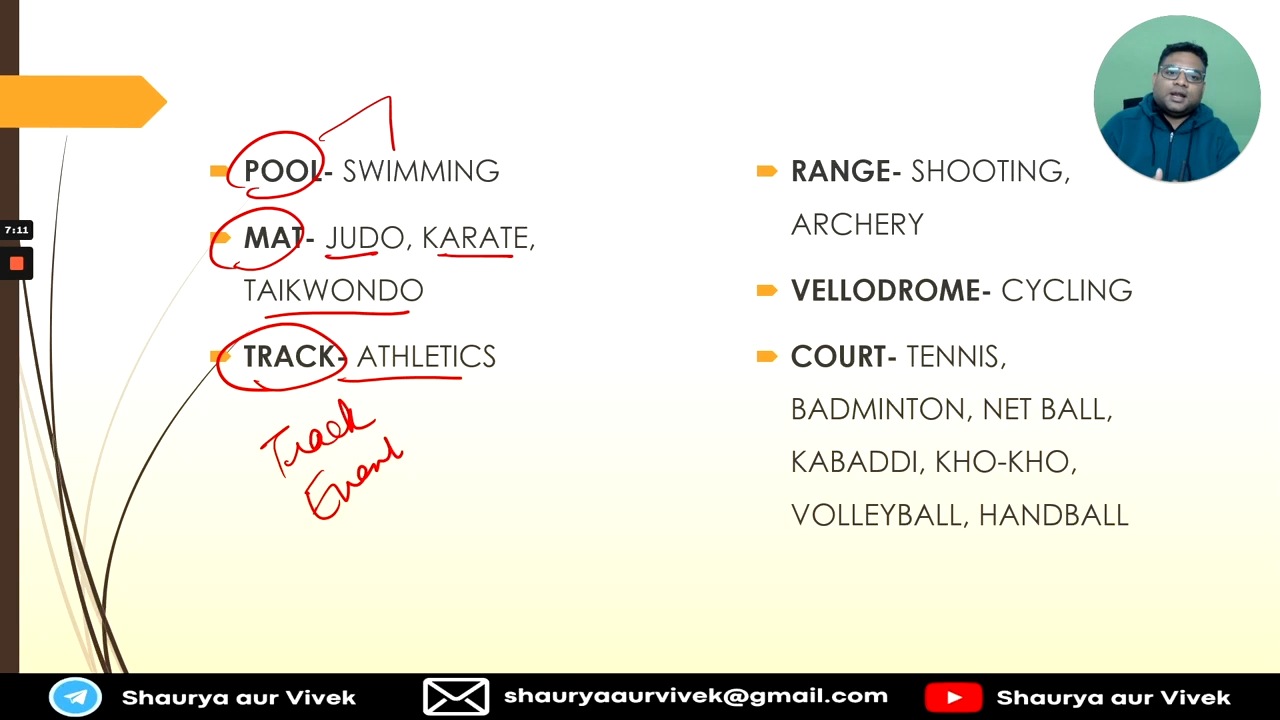 POOL- SWIMMING
MAT- JUDO, KARATE,
TAIKWONDO
TRACK- ATHLETICS
Track
Event
RANGE- SHOOTING,
ARCHERY
VELLODROME- CYCLING
COURT- TENNIS,
BADMINTON, NET BALL,
KABADDI, KHO-KHO,
VOLLEYBALL, HANDBALL
7:11
Shaurya aur Vivek
shauryaaurvivek@gmail.com
Shaurya aur Vivek